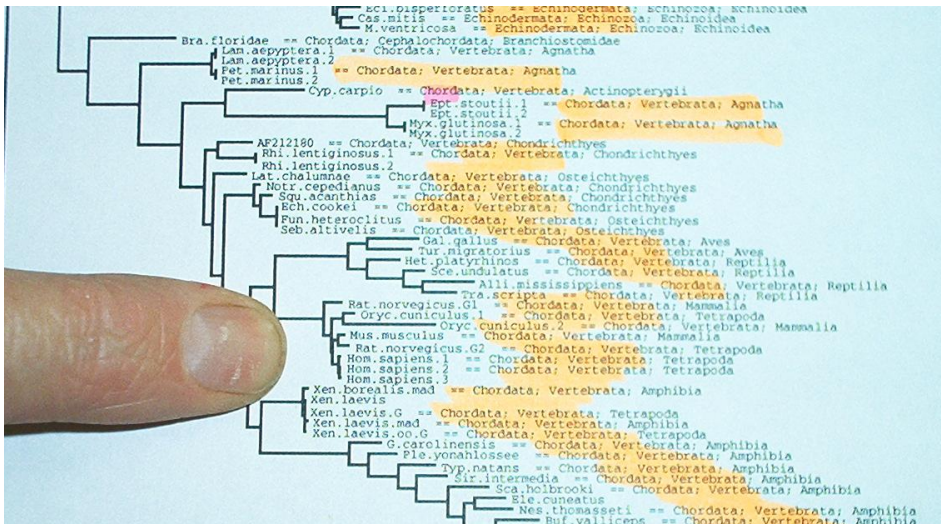 Eci.bisperforatus == Echinodermata; Echinozoa; Echinoidea
Cas.mitis == Echinodermata; Echinozoa; Echinoidea
M.ventricosa == Echinodermata; Echinozoa; Echinoidea
Bra.floridae == Chordata; Cephalochordata; Branchiostomidae
Lam.aepyptera.1 == Chordata; Vertebrata; Agnatha
Lam.aepyptera.2
Pet.marinus.1 == Chordata; Vertebrata; Agnatha
Pet.marinus.2
Cyp.carpio == Chordata; Vertebrata; Actinopterygii
Ept.stoutii.1 == Chordata; Vertebrata; Agnatha
Ept.stoutii.2
Myx.glutinosa.1 == Chordata; Vertebrata; Agnatha
Myx.glutinosa.2
AF212180 == Chordata; Vertebrata; Chondrichthyes
Rhi.lentiginosus.1 == Chordata; Vertebrata; Chondrichthyes
Rhi.lentiginosus.2
Lat.chalumnae == Chordata; Vertebrata; Osteichthyes
Notr.cepedianus == Chordata; Vertebrata; Chondrichthyes
Squ.acanthias == Chordata; Vertebrata; Chondrichthyes
Ech.cookei == Chordata; Vertebrata; Chondrichthyes
Fun.heteroclitus == Chordata; Vertebrata; Osteichthyes
Seb.altivelis == Chordata; Vertebrata; Osteichthyes
Gal.gallus == Chordata; Vertebrata; Aves
Tur.migratorius == Chordata; Vertebrata; Aves
Het.platyrhinos == Chordata; Vertebrata; Reptilia
Sce.undulatus == Chordata; Vertebrata; Reptilia
Alli.mississippiens == Chordata; Vertebrata; Reptilia
Tra.scripta == Chordata; Vertebrata; Reptilia
Rat.norvegicus.G1 == Chordata; Vertebrata; Mammalia
Oryc.cuniculus.1 == Chordata; Vertebrata; Tetrapoda
Oryc.cuniculus.2 == Chordata; Vertebrata; Mammalia
Mus.musculus == Chordata; Vertebrata; Mammalia
Rat.norvegicus.G2 == Chordata; Vertebrata; Tetrapoda
Hom.sapiens.1 == Chordata; Vertebrata; Tetrapoda
Hom.sapiens.2 == Chordata; Vertebrata; Tetrapoda
Hom.sapiens.3
Xen.borealis.mad == Chordata; Vertebrata; Amphibia
Xen.laevis
Xen.laevis.G == Chordata; Vertebrata; Tetrapoda
Xen.laevis.mad == Chordata; Vertebrata; Amphibia
Xen.laevis.oo.G == Chordata; Vertebrata; Tetrapoda
G.carolinensis == Chordata; Vertebrata; Amphibia
Ple.yonahlossee == Chordata; Vertebrata; Amphibia
Typ.natans == Chordata; Vertebrata; Amphibia
Sir.intermedia == Chordata; Vertebrata; Amphibia
Sca.holbrooki == Chordata; Vertebrata; Amphibia
Ele.cuneatus
Nes.thomasseti == Chordata; Vertebrata; Amphibia
Buf.valliceps == Chordata; Vertebrata; Amphibia